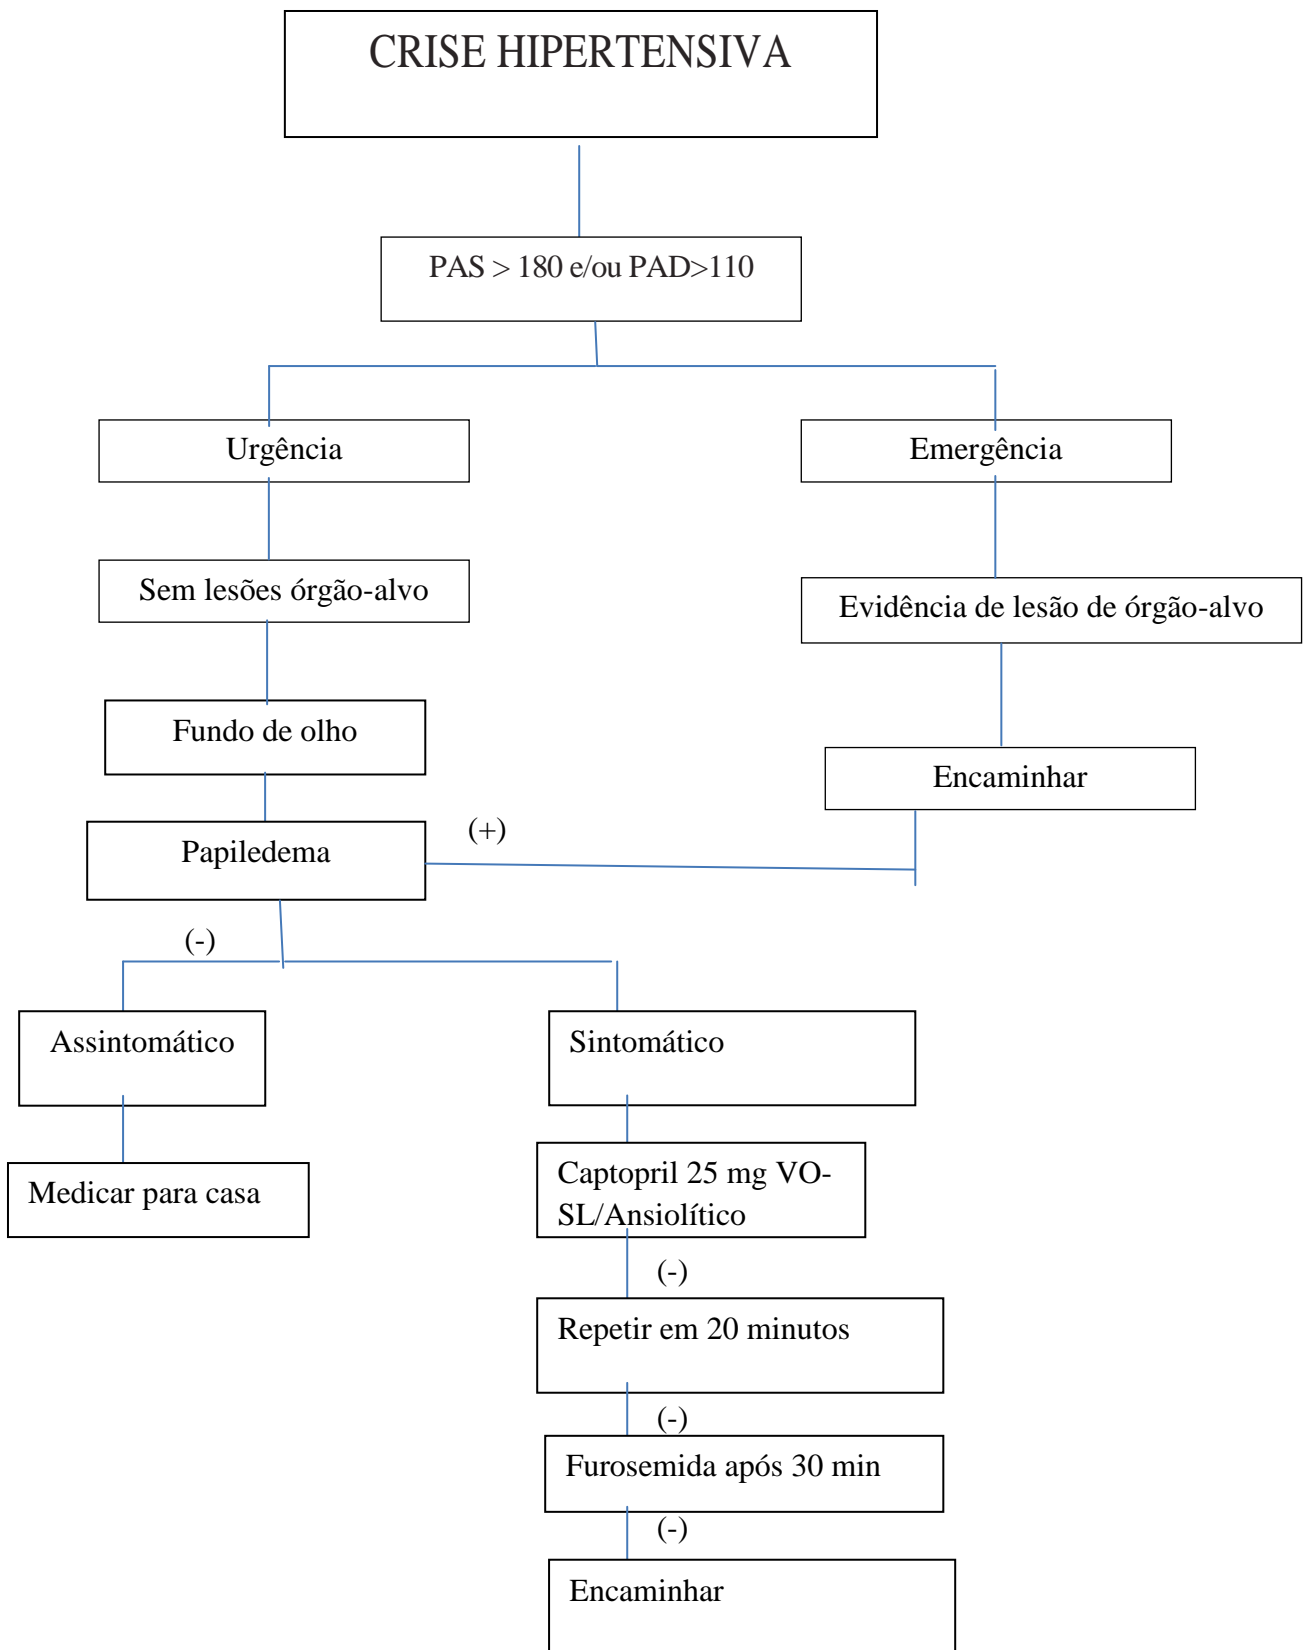 CRISE HIPERTENSIVA
PAS > 180 e/ou PAD>110
Urgência
Emergência
Sem lesões órgão-alvo
Evidência de lesão de órgão-alvo
Fundo de olho
Encaminhar
Papiledema
(+)
(-)
Assintomático
Sintomático
Medicar para casa
Captopril 25 mg VO-
SL/Ansiolítico
(-)
Repetir em 20 minutos
(-)
Furosemida após 30 min
(-)
Encaminhar